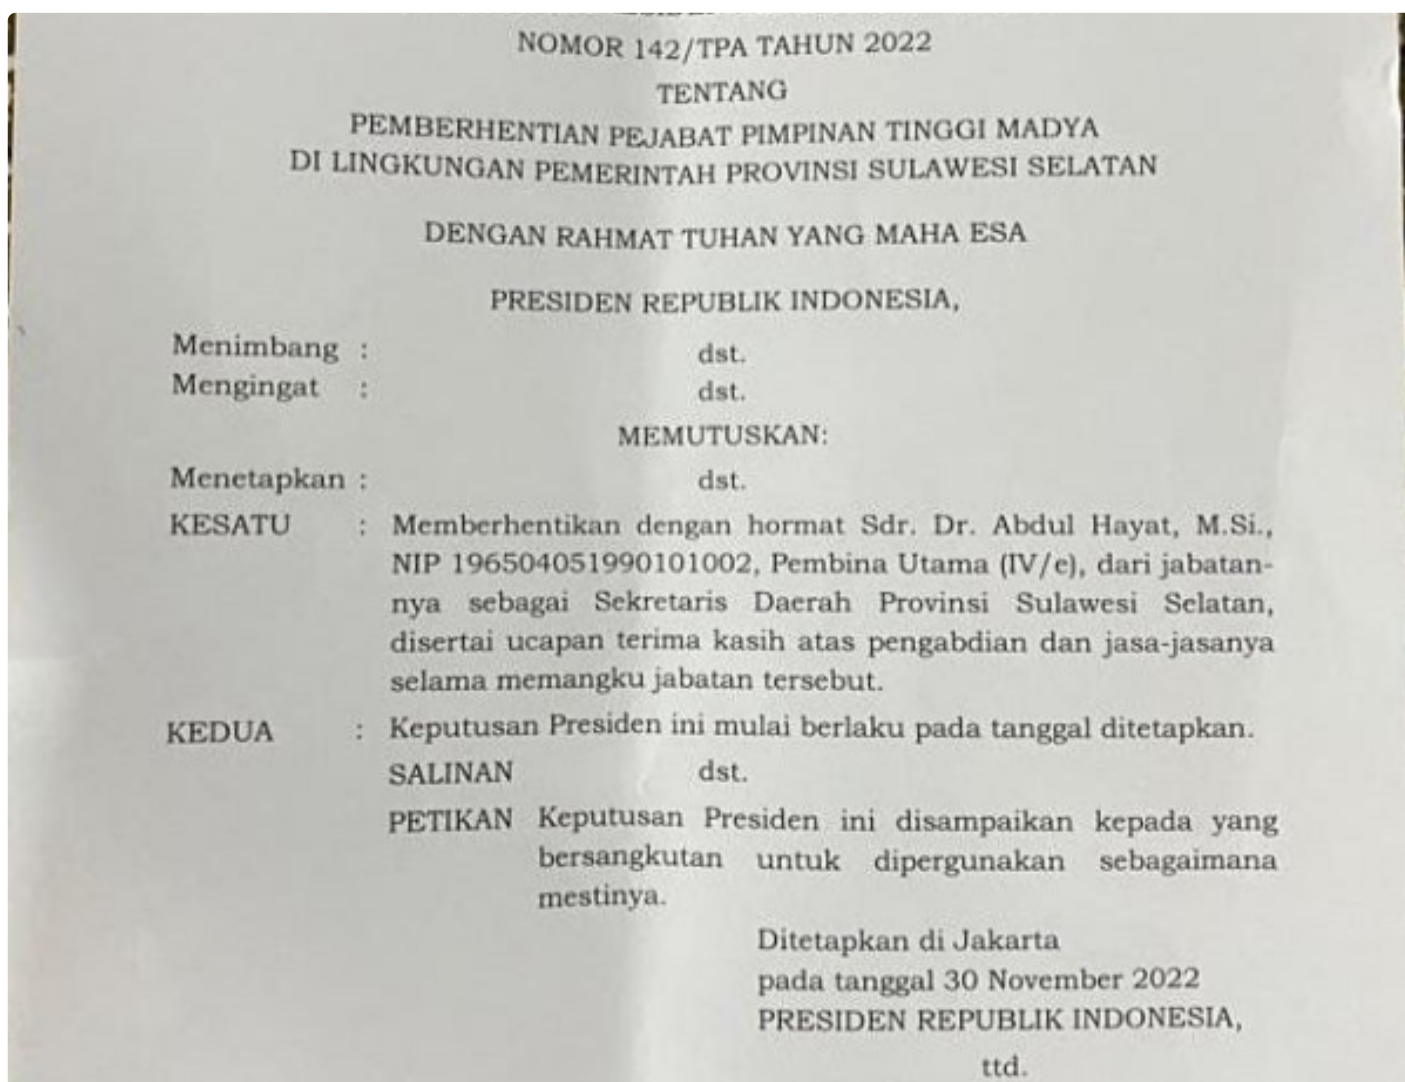 NOMOR 142/TPA TAHUN 2022
TENTANG
PEMBERHENTIAN PEJABAT PIMPINAN TINGGI MADYA
DI LINGKUNGAN PEMERINTAH PROVINSI SULAWESI SELATAN
DENGAN RAHMAT TUHAN YANG MAHA ESA
PRESIDEN REPUBLIK INDONESIA,
Menimbang : dst.
Mengingat : dst.
MEMUTUSKAN:
Menetapkan : dst.
KESATU : Memberhentikan dengan hormat Sdr. Dr. Abdul Hayat, M.Si.,
NIP 196504051990101002, Pembina Utama (IV/e), dari jabatan-
nya sebagai Sekretaris Daerah Provinsi Sulawesi Selatan,
disertai ucapan terima kasih atas pengabdian dan jasa-jasanya
selama memangku jabatan tersebut.
KEDUA : Keputusan Presiden ini mulai berlaku pada tanggal ditetapkan.
SALINAN dst.
PETIKAN Keputusan Presiden ini disampaikan kepada yang
bersangkutan untuk dipergunakan sebagaimana
mestinya.
Ditetapkan di Jakarta
pada tanggal 30 November 2022
PRESIDEN REPUBLIK INDONESIA,
ttd.